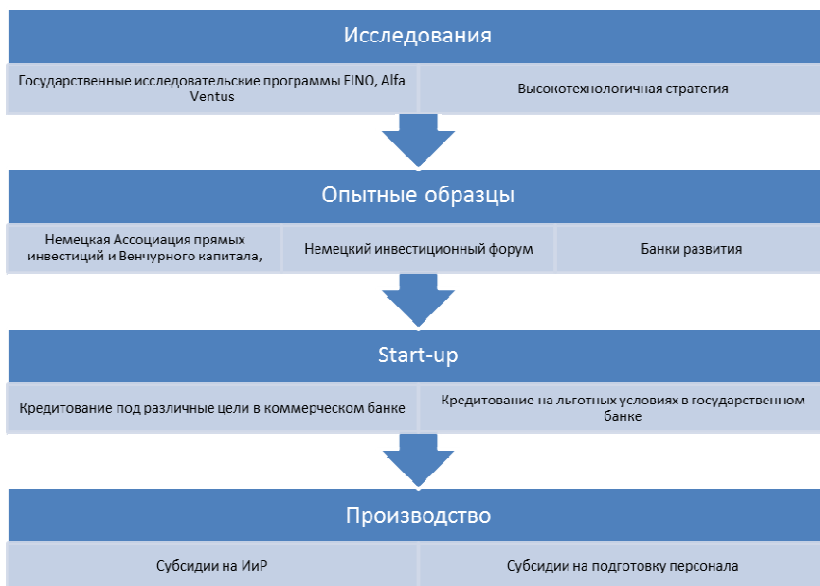 Исследования
Государственные исследовательские программы FINO, Alfa
Ventus
Высокотехнологичная стратегия
Опытные образцы
Немецкая Ассоциация прямых
инвестиций и Венчурного капитала,
Немецкий инвестиционный форум
Банки развития
Start-up
Кредитование под различные цели в коммерческом банке
Кредитование на льготных условиях в государственном
банке
Производство
Субсидии на ИиР
Субсидии на подготовку персонала